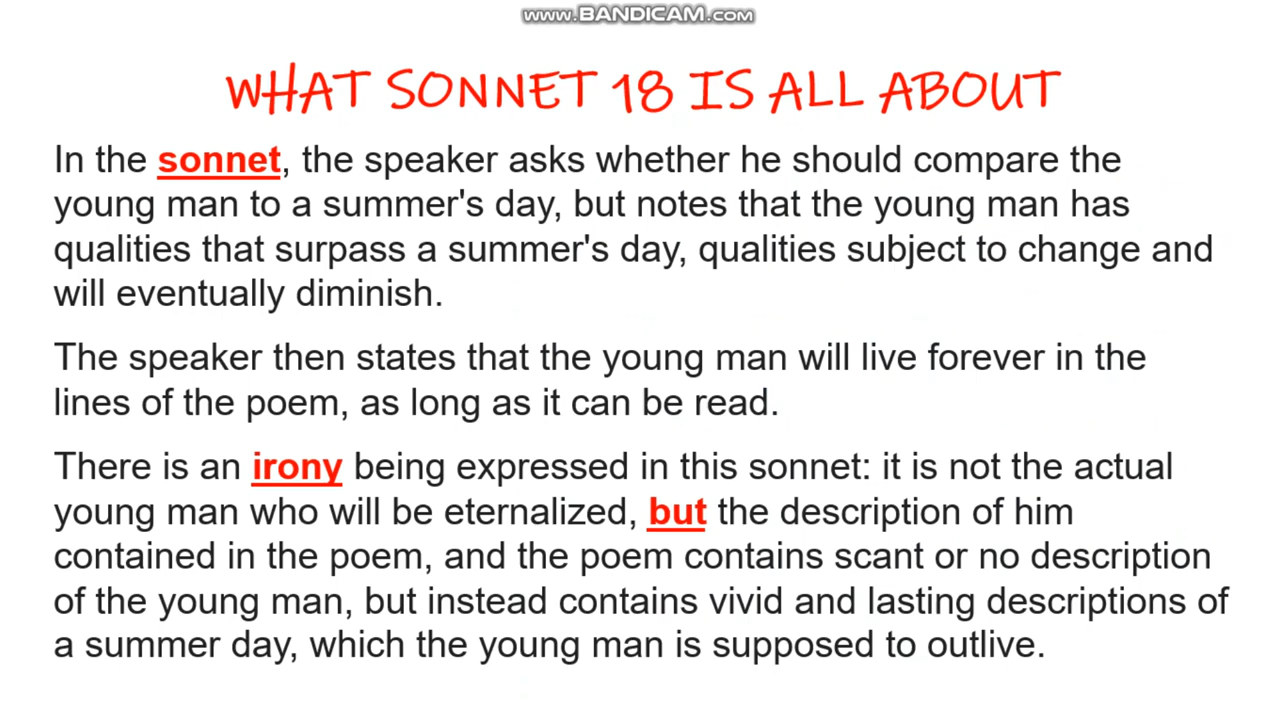 www.BANDICAM.com
WHAT SONNET 18 IS ALL ABOUT
In the sonnet, the speaker asks whether he should compare the
young man to a summer's day, but notes that the young man has
qualities that surpass a summer's day, qualities subject to change and
will eventually diminish.
The speaker then states that the young man will live forever in the
lines of the poem, as long as it can be read.
There is an irony being expressed in this sonnet: it is not the actual
young man who will be eternalized, but the description of him
contained in the poem, and the poem contains scant or no description
of the young man, but instead contains vivid and lasting descriptions of
a summer day, which the young man is supposed to outlive.